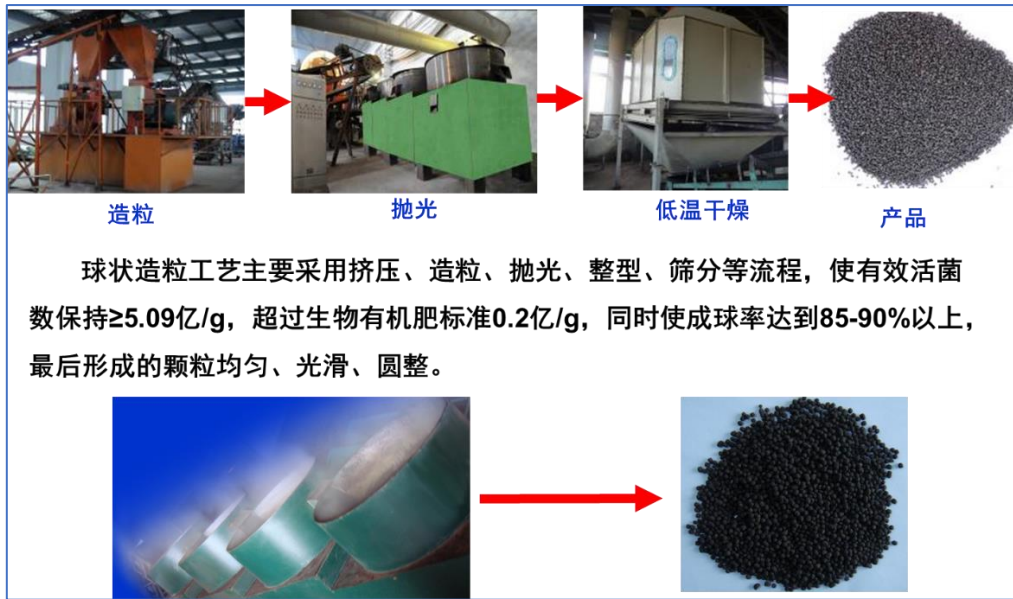 造粒
抛光
低温干燥
产品
球状造粒工艺主要采用挤压、造粒、抛光、整型、筛分等流程，使有效活菌
数保持≥5.09亿/g，超过生物有机肥标准0.2亿/g，同时使成球率达到85-90%以上，
最后形成的颗粒均匀、光滑、圆整。